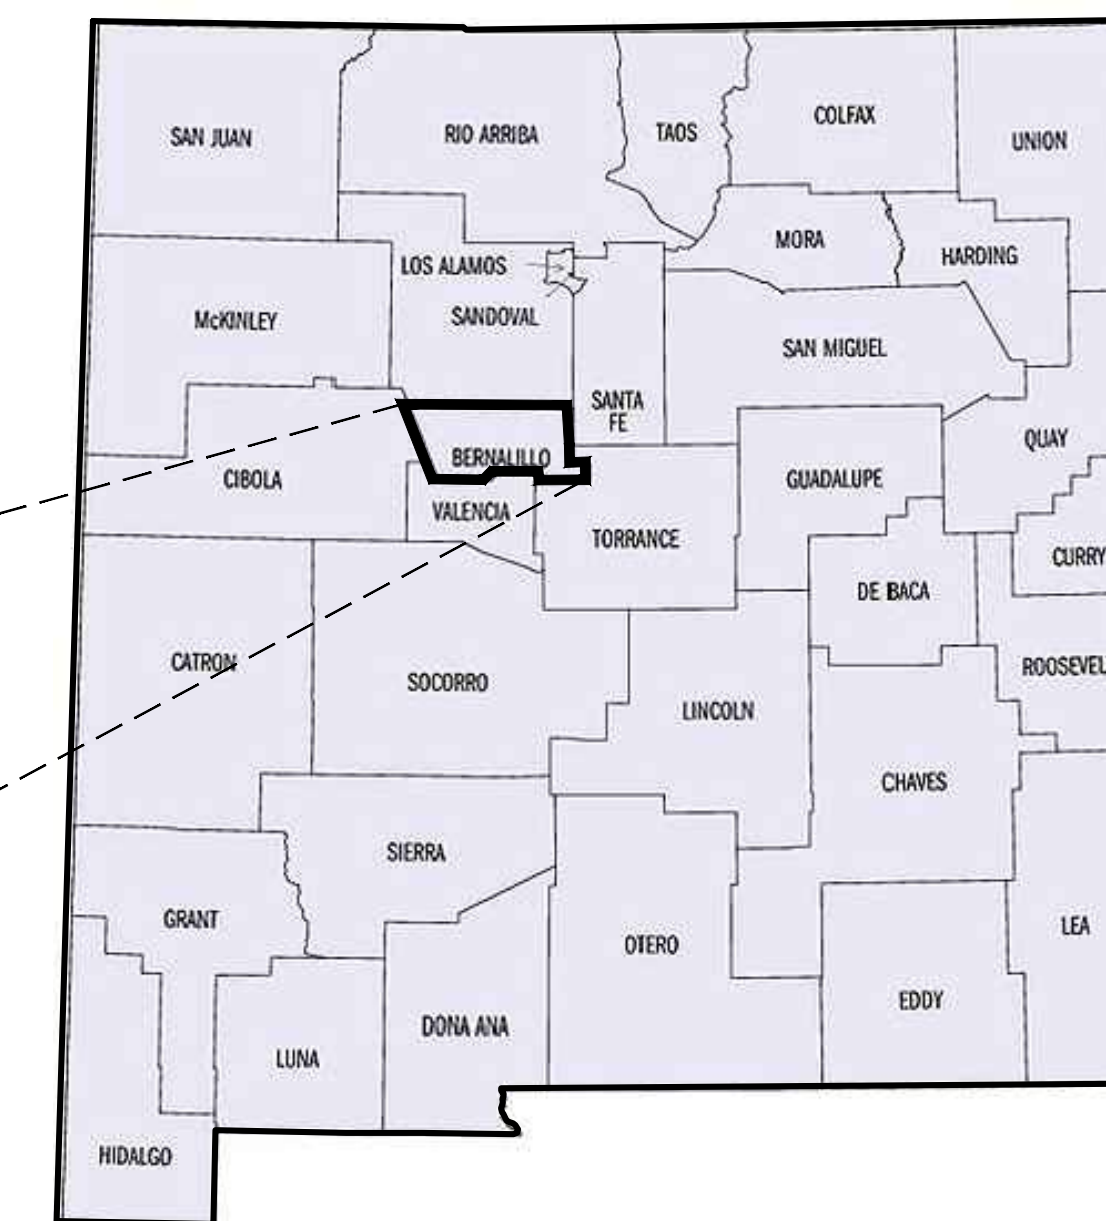 SAN JUAN
RIO ARRIBA
TAOS
COLFAX
UNION
MORA
HARDING
LOS ALAMOS
SANDOVAL
McKINLEY
SAN MIGUEL
SANTA
FE
QUAY
BERNALILLO
CIBOLA
GUADALUPE
VALENCIA
TORRANCE
CURRY
DE BACA
CATRON
SOCORRO
ROOSEVEL
LINCOLN
CHAVES
SIERRA
GRANT
OTERO
LEA
EDDY
DONA ANA
LUNA
HIDALGO